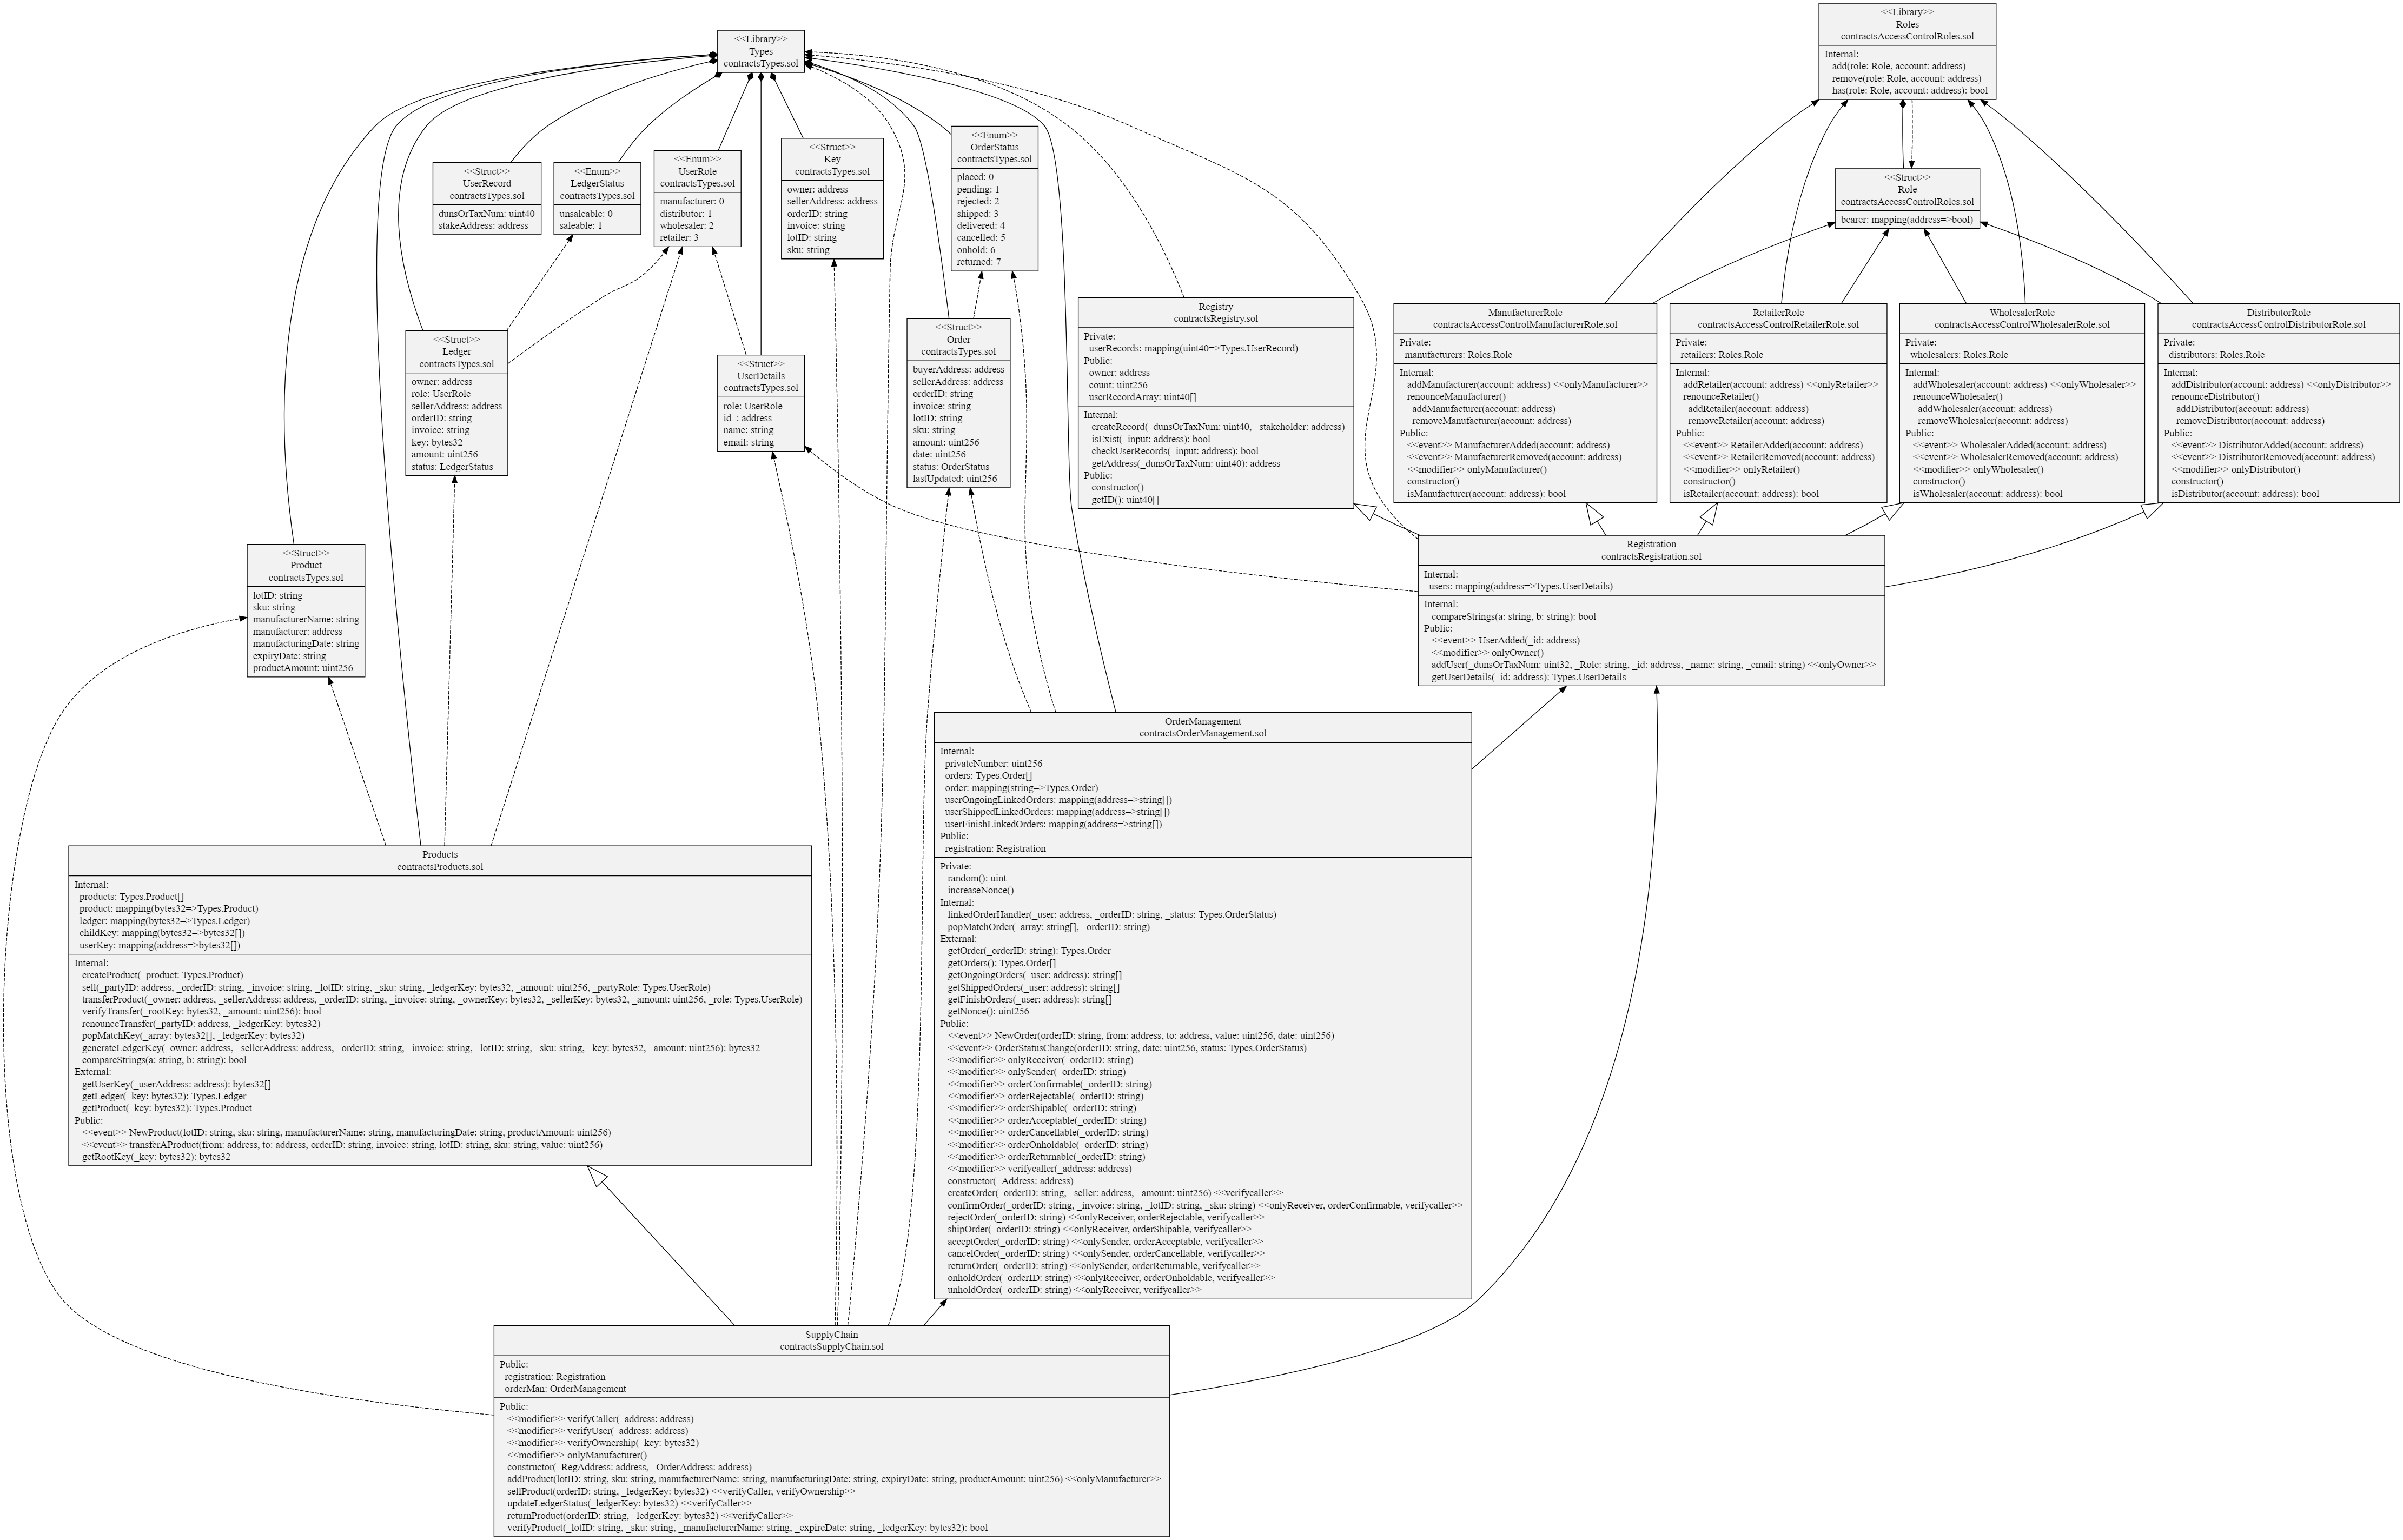 <<Library>>
Types
contractsTypes.sol
<<Library>>
Roles
contractsAccessControlRoles.sol
Internal:
add(role: Role, account: address)
remove(role: Role, account: address)
has(role: Role, account: address): bool
<<Struct>>
UserRecord
contractsTypes.sol
dunsOrTaxNum: uint40
stakeAddress: address
<<Enum>>
LedgerStatus
contractsTypes.sol
unsaleable: 0
saleable: 1
<<Enum>>
UserRole
contractsTypes.sol
manufacturer: 0
distributor: 1
wholesaler: 2
retailer: 3
<<Struct>>
Key
contractsTypes.sol
owner: address
sellerAddress: address
orderID: string
invoice: string
lotID: string
sku: string
<<Enum>>
OrderStatus
contractsTypes.sol
placed: 0
pending: 1
rejected: 2
shipped: 3
delivered: 4
cancelled: 5
onhold: 6
returned: 7
<<Struct>>
Role
contractsAccessControlRoles.sol
bearer: mapping(address=>bool)
<<Struct>>
Ledger
contractsTypes.sol
owner: address
role: UserRole
sellerAddress: address
orderID: string
invoice: string
key: bytes32
amount: uint256
status: LedgerStatus
<<Struct>>
UserDetails
contractsTypes.sol
role: UserRole
id_: address
name: string
email: string
<<Struct>>
Order
contractsTypes.sol
buyerAddress: address
sellerAddress: address
orderID: string
invoice: string
lotID: string
sku: string
amount: uint256
date: uint256
status: OrderStatus
lastUpdated: uint256
Registry
contractsRegistry.sol
Private:
userRecords: mapping(uint40=>Types.UserRecord)
Public:
owner: address
count: uint256
userRecordArray: uint40[]
Internal:
createRecord(_dunsOrTaxNum: uint40, _stakeholder: address)
isExist(_input: address): bool
checkUserRecords(_input: address): bool
getAddress(_dunsOrTaxNum: uint40): address
Public:
constructor()
getID(): uint40[]
ManufacturerRole
contractsAccessControlManufacturerRole.sol
Private:
manufacturers: Roles.Role
Internal:
addManufacturer(account: address) <<onlyManufacturer>>
renounceManufacturer()
_addManufacturer(account: address)
_removeManufacturer(account: address)
Public:
<<event>> ManufacturerAdded(account: address)
<<event>> ManufacturerRemoved(account: address)
<<modifier>> onlyManufacturer()
constructor()
isManufacturer(account: address): bool
RetailerRole
contractsAccessControlRetailerRole.sol
Private:
retailers: Roles.Role
Internal:
addRetailer(account: address) <<onlyRetailer>>
renounceRetailer()
_addRetailer(account: address)
_removeRetailer(account: address)
Public:
<<event>> RetailerAdded(account: address)
<<event>> RetailerRemoved(account: address)
<<modifier>> onlyRetailer()
constructor()
isRetailer(account: address): bool
WholesalerRole
contractsAccessControlWholesalerRole.sol
Private:
wholesalers: Roles.Role
Internal:
addWholesaler(account: address) <<onlyWholesaler>>
renounceWholesaler()
_addWholesaler(account: address)
_removeWholesaler(account: address)
Public:
<<event>> WholesalerAdded(account: address)
<<event>> WholesalerRemoved(account: address)
<<modifier>> onlyWholesaler()
constructor()
isWholesaler(account: address): bool
DistributorRole
contractsAccessControlDistributorRole.sol
Private:
distributors: Roles.Role
Internal:
addDistributor(account: address) <<onlyDistributor>>
renounceDistributor()
_addDistributor(account: address)
_removeDistributor(account: address)
Public:
<<event>> DistributorAdded(account: address)
<<event>> DistributorRemoved(account: address)
<<modifier>> onlyDistributor()
constructor()
isDistributor(account: address): bool
<<Struct>>
Product
contractsTypes.sol
lotID: string
sku: string
manufacturerName: string
manufacturer: address
manufacturingDate: string
expiryDate: string
productAmount: uint256
Registration
contractsRegistration.sol
Internal:
users: mapping(address=>Types.UserDetails)
Internal:
compareStrings(a: string, b: string): bool
Public:
<<event>> UserAdded(_id: address)
<<modifier>> onlyOwner()
addUser(_dunsOrTaxNum: uint32, _Role: string, _id: address, _name: string, _email: string) <<onlyOwner>>
getUserDetails(_id: address): Types.UserDetails
OrderManagement
contractsOrderManagement.sol
Internal:
privateNumber: uint256
orders: Types.Order[]
order: mapping(string=>Types.Order)
userOngoingLinkedOrders: mapping(address=>string[])
userShippedLinkedOrders: mapping(address=>string[])
userFinishLinkedOrders: mapping(address=>string[])
Public:
registration: Registration
Private:
random(): uint
increaseNonce()
Internal:
linkedOrderHandler(_user: address, _orderID: string, _status: Types.OrderStatus)
popMatchOrder(_array: string[], _orderID: string)
External:
getOrder(_orderID: string): Types.Order
getOrders(): Types.Order[]
getOngoingOrders(_user: address): string[]
getShippedOrders(_user: address): string[]
getFinishOrders(_user: address): string[]
getNonce(): uint256
Public:
<<event>> NewOrder(orderID: string, from: address, to: address, value: uint256, date: uint256)
<<event>> OrderStatusChange(orderID: string, date: uint256, status: Types.OrderStatus)
<<modifier>> onlyReceiver(_orderID: string)
<<modifier>> onlySender(_orderID: string)
<<modifier>> orderConfirmable(_orderID: string)
<<modifier>> orderRejectable(_orderID: string)
<<modifier>> orderShipable(_orderID: string)
<<modifier>> orderAcceptable(_orderID: string)
<<modifier>> orderCancellable(_orderID: string)
<<modifier>> orderOnholdable(_orderID: string)
<<modifier>> orderReturnable(_orderID: string)
<<modifier>> verifycaller(_address: address)
constructor(_Address: address)
createOrder(_orderID: string, _seller: address, _amount: uint256) <<verifycaller>>
confirmOrder(_orderID: string, _invoice: string, _lotID: string, _sku: string) <<onlyReceiver, orderConfirmable, verifycaller>>
rejectOrder(_orderID: string) <<onlyReceiver, orderRejectable, verifycaller>>
shipOrder(_orderID: string) <<onlyReceiver, orderShipable, verifycaller>>
acceptOrder(_orderID: string) <<onlySender, orderAcceptable, verifycaller>>
cancelOrder(_orderID: string) <<onlySender, orderCancellable, verifycaller>>
returnOrder(_orderID: string) <<onlySender, orderReturnable, verifycaller>>
onholdOrder(_orderID: string) <<onlyReceiver, orderOnholdable, verifycaller>>
unholdOrder(_orderID: string) <<onlyReceiver, verifycaller>>
Products
contractsProducts.sol
Internal:
products: Types.Product[]
product: mapping(bytes32=>Types.Product)
ledger: mapping(bytes32=>Types.Ledger)
childKey: mapping(bytes32=>bytes32[])
userKey: mapping(address=>bytes32[])
Internal:
createProduct(_product: Types.Product)
sell(_partyID: address, _orderID: string, _invoice: string, _lotID: string, _sku: string, _ledgerKey: bytes32, _amount: uint256, _partyRole: Types.UserRole)
transferProduct(_owner: address, _sellerAddress: address, _orderID: string, _invoice: string, _ownerKey: bytes32, _sellerKey: bytes32, _amount: uint256, _role: Types.UserRole)
verifyTransfer(_rootKey: bytes32, _amount: uint256): bool
renounceTransfer(_partyID: address, _ledgerKey: bytes32)
popMatchKey(_array: bytes32[], _ledgerKey: bytes32)
generateLedgerKey(_owner: address, _sellerAddress: address, _orderID: string, _invoice: string, _lotID: string, _sku: string, _key: bytes32, _amount: uint256): bytes32
compareStrings(a: string, b: string): bool
External:
getUserKey(_userAddress: address): bytes32[]
getLedger(_key: bytes32): Types.Ledger
getProduct(_key: bytes32): Types.Product
Public:
<<event>> NewProduct(lotID: string, sku: string, manufacturerName: string, manufacturingDate: string, productAmount: uint256)
<<event>> transferAProduct(from: address, to: address, orderID: string, invoice: string, lotID: string, sku: string, value: uint256)
getRootKey(_key: bytes32): bytes32
SupplyChain
contractsSupplyChain.sol
Public:
registration: Registration
orderMan: OrderManagement
Public:
<<modifier>> verifyCaller(_address: address)
<<modifier>> verifyUser(_address: address)
<<modifier>> verifyOwnership(_key: bytes32)
<<modifier>> onlyManufacturer()
constructor(_RegAddress: address, _OrderAddress: address)
addProduct(lotID: string, sku: string, manufacturerName: string, manufacturingDate: string, expiryDate: string, productAmount: uint256) <<onlyManufacturer>>
sellProduct(orderID: string, _ledgerKey: bytes32) <<verifyCaller, verifyOwnership>>
updateLedgerStatus(_ledgerKey: bytes32) <<verifyCaller>>
returnProduct(orderID: string, _ledgerKey: bytes32) <<verifyCaller>>
verifyProduct(_lotID: string, _sku: string, _manufacturerName: string, _expireDate: string, _ledgerKey: bytes32): bool